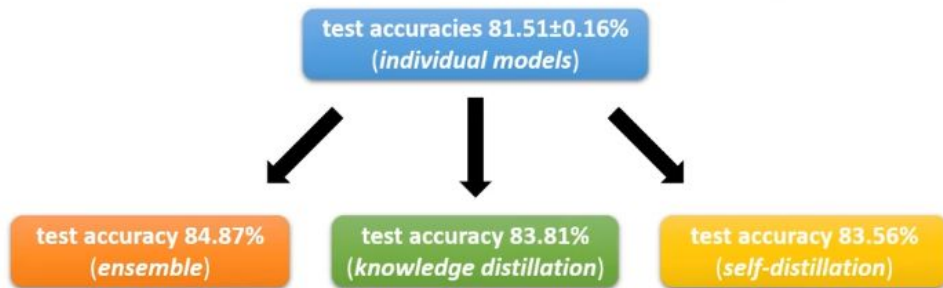 test accuracies 81.51±0.16%
(individual models)
test accuracy 84.87%
(ensemble)
test accuracy 83.81%
(knowledge distillation)
test accuracy 83.56%
(self-distillation)